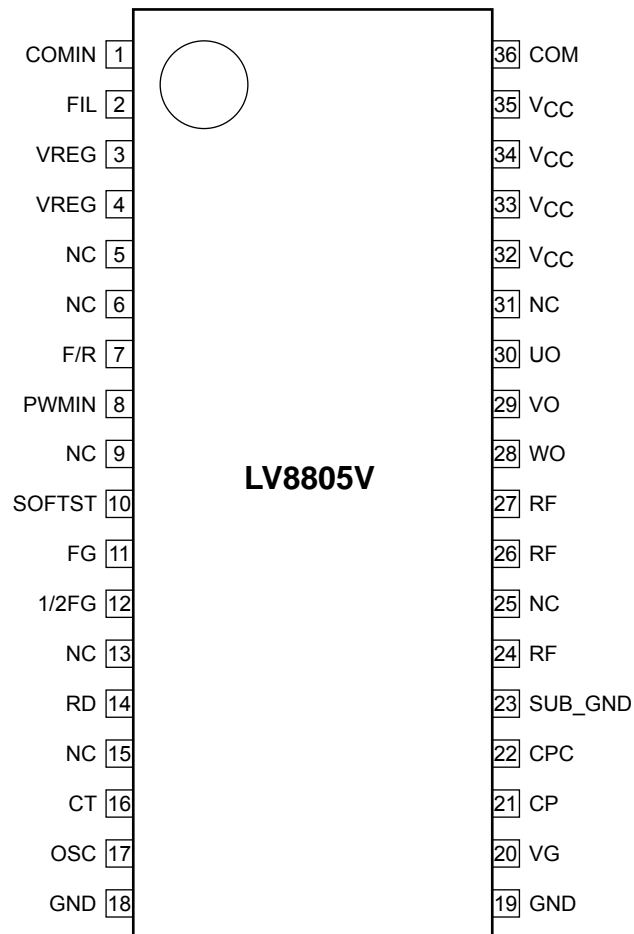 COMIN 1 36 COM
FIL 2 35 VCC
VREG 3 34 VCC
VREG 4 33 VCC
NC 5 32 VCC
NC 6 31 NC
F/R 7 30 UO
PWMIN 8 29 VO
NC 9 28 WO
LV8805V
SOFTST 10 27 RF
FG 11 26 RF
1/2FG 12 25 NC
NC 13 24 RF
RD 14 23 SUB_GND
NC 15 22 CPC
CT 16 21 CP
OSC 17 20 VG
GND 18 19 GND